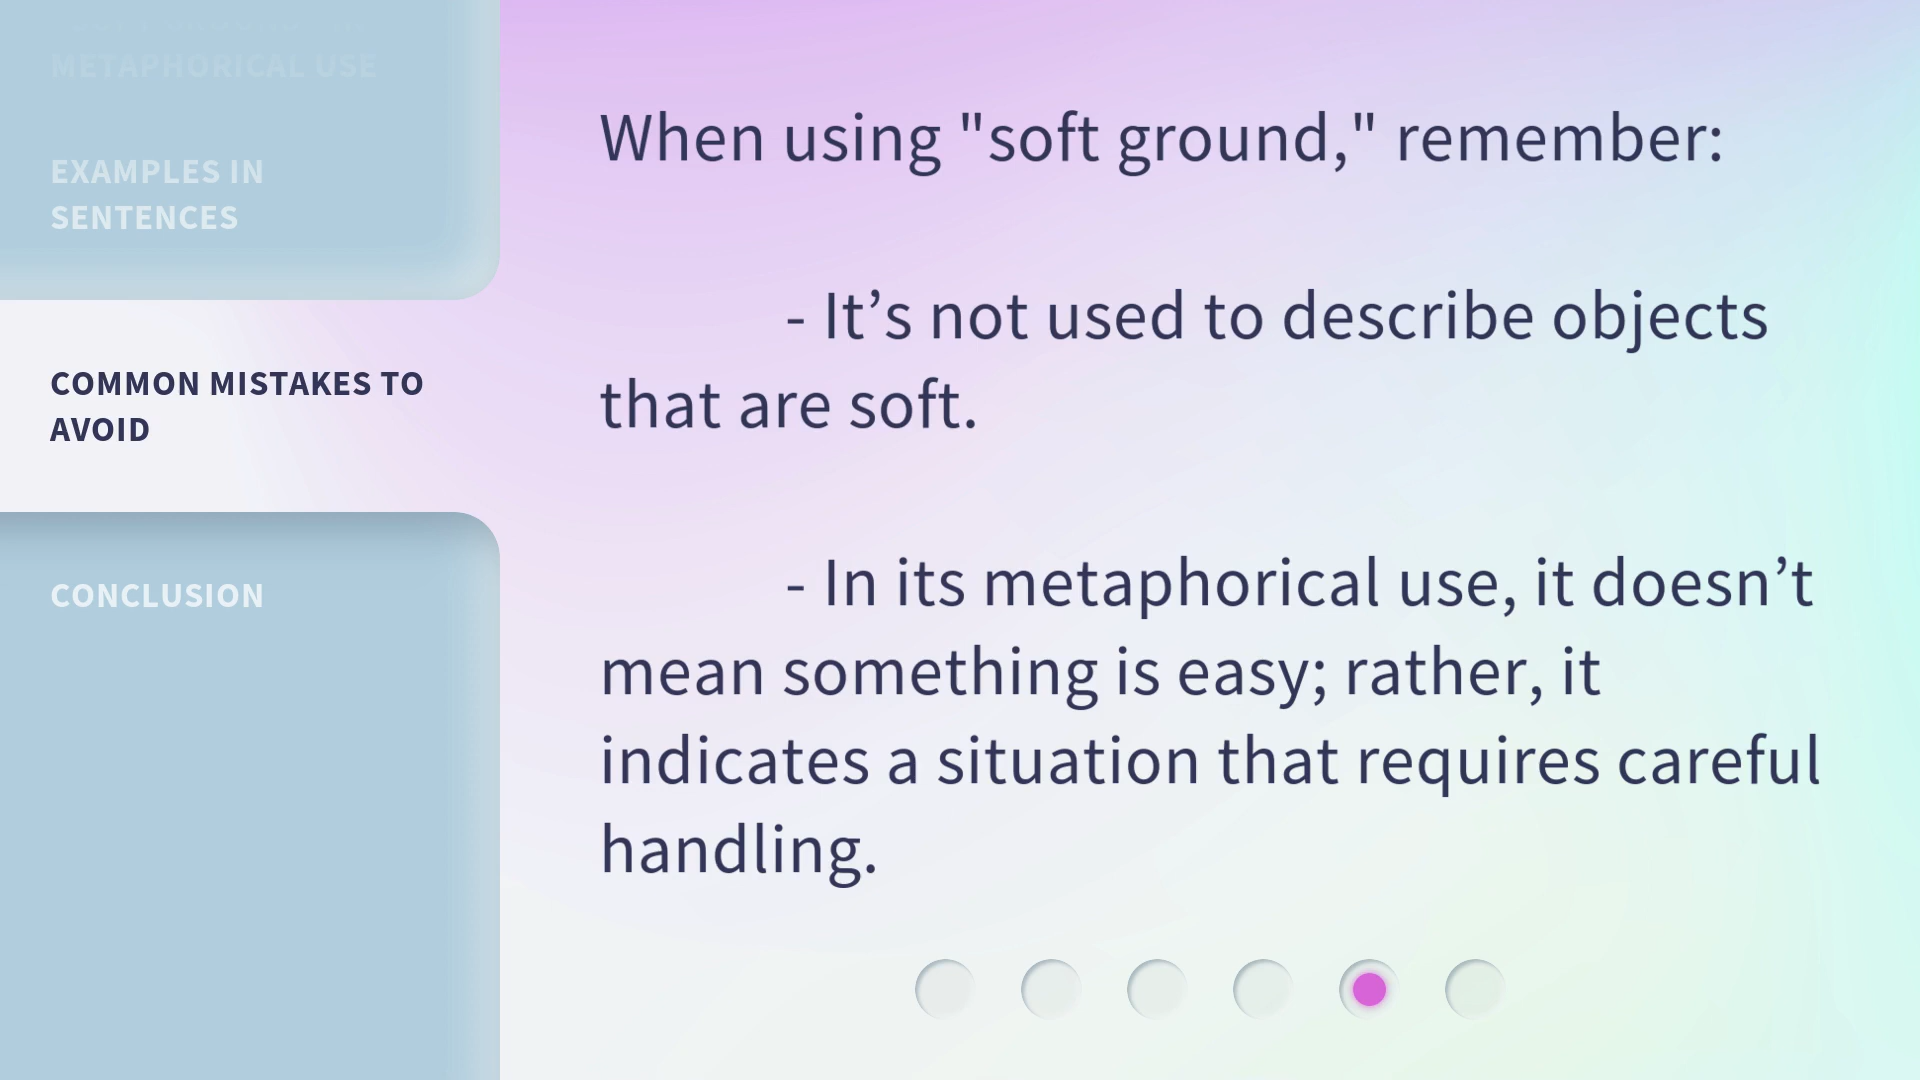 METAPHORICAL USE
EXAMPLES IN
SENTENCES
COMMON MISTAKES TO
AVOID
CONCLUSION
When using "soft ground," remember:
- It’s not used to describe objects
that are soft.
- In its metaphorical use, it doesn’t
mean something is easy; rather, it
indicates a situation that requires careful
handling.